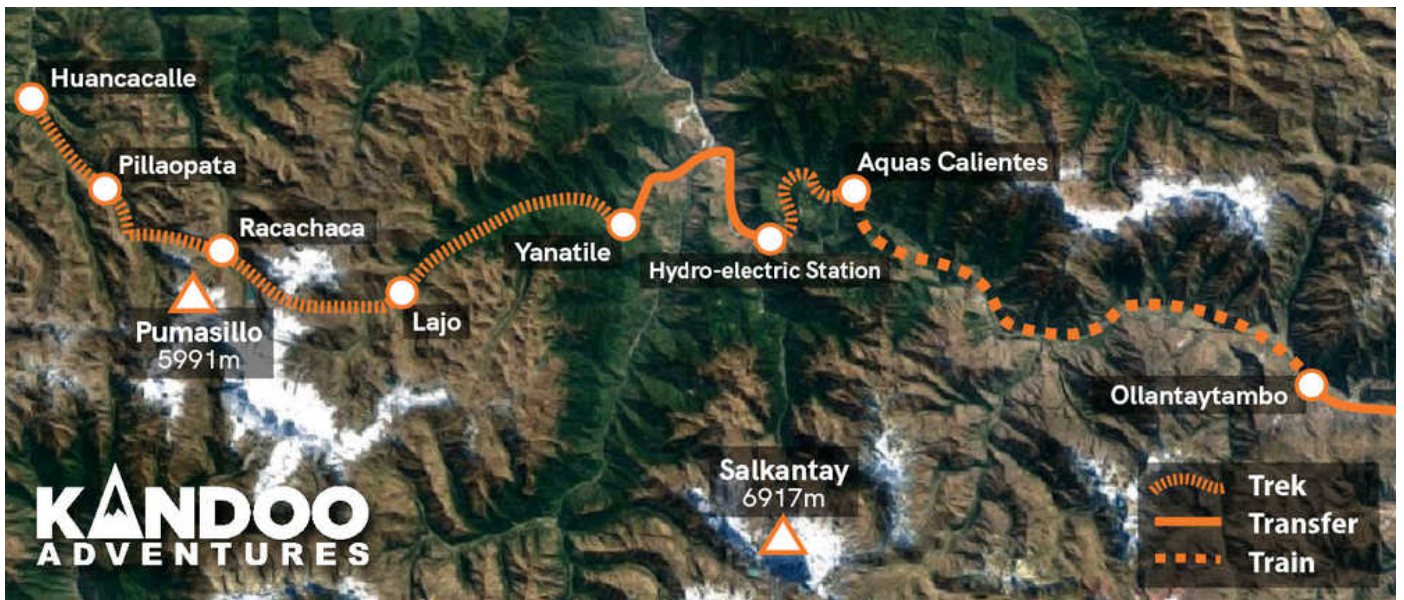 Huancacalle
Pillaopata
Racachaca
Pumasillo
5991m
Lajo
Yanatile
Hydro-electric Station
Aquas Calientes
Ollantaytambo
Salkantay
6917m
KANDOO
ADVENTURES
Trek
Transfer
Train